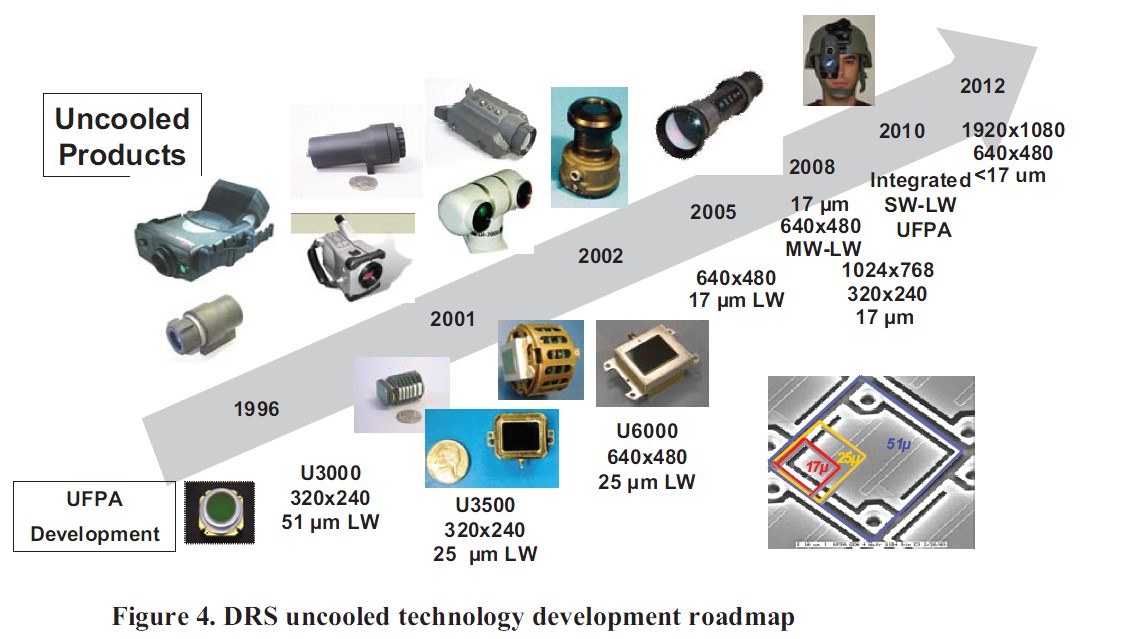 Uncooled
Products
2012
2010
2008
2005
2002
2001
1996
1920x1080
640x480
<17 um
Integrated
SW-LW
UFPA
17 µm
640x480
MW-LW
1024x768
320x240
17 µm
640x480
17 µm LW
U6000
640x480
25 µm LW
U3500
320x240
25 µm LW
U3000
320x240
51 µm LW
UFPA
Development
51µ
25µ
17µ
Figure 4. DRS uncooled technology development roadmap